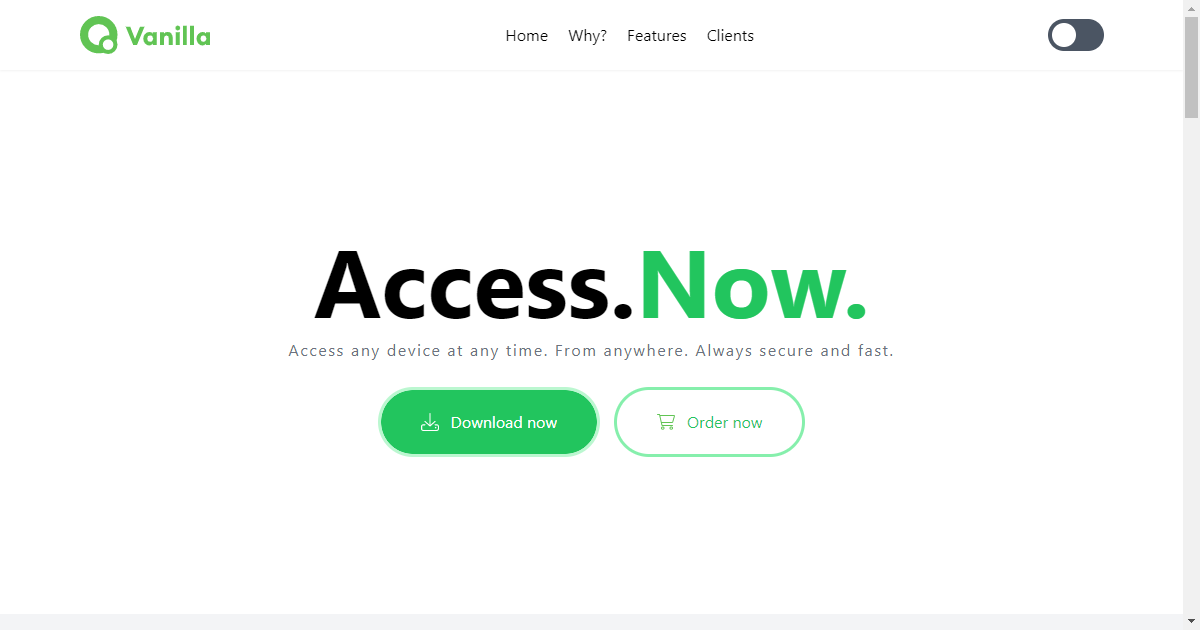 Vanilla
Home Why? Features Clients
Access.Now.
Access any device at any time. From anywhere. Always secure and fast.
Download now Order now